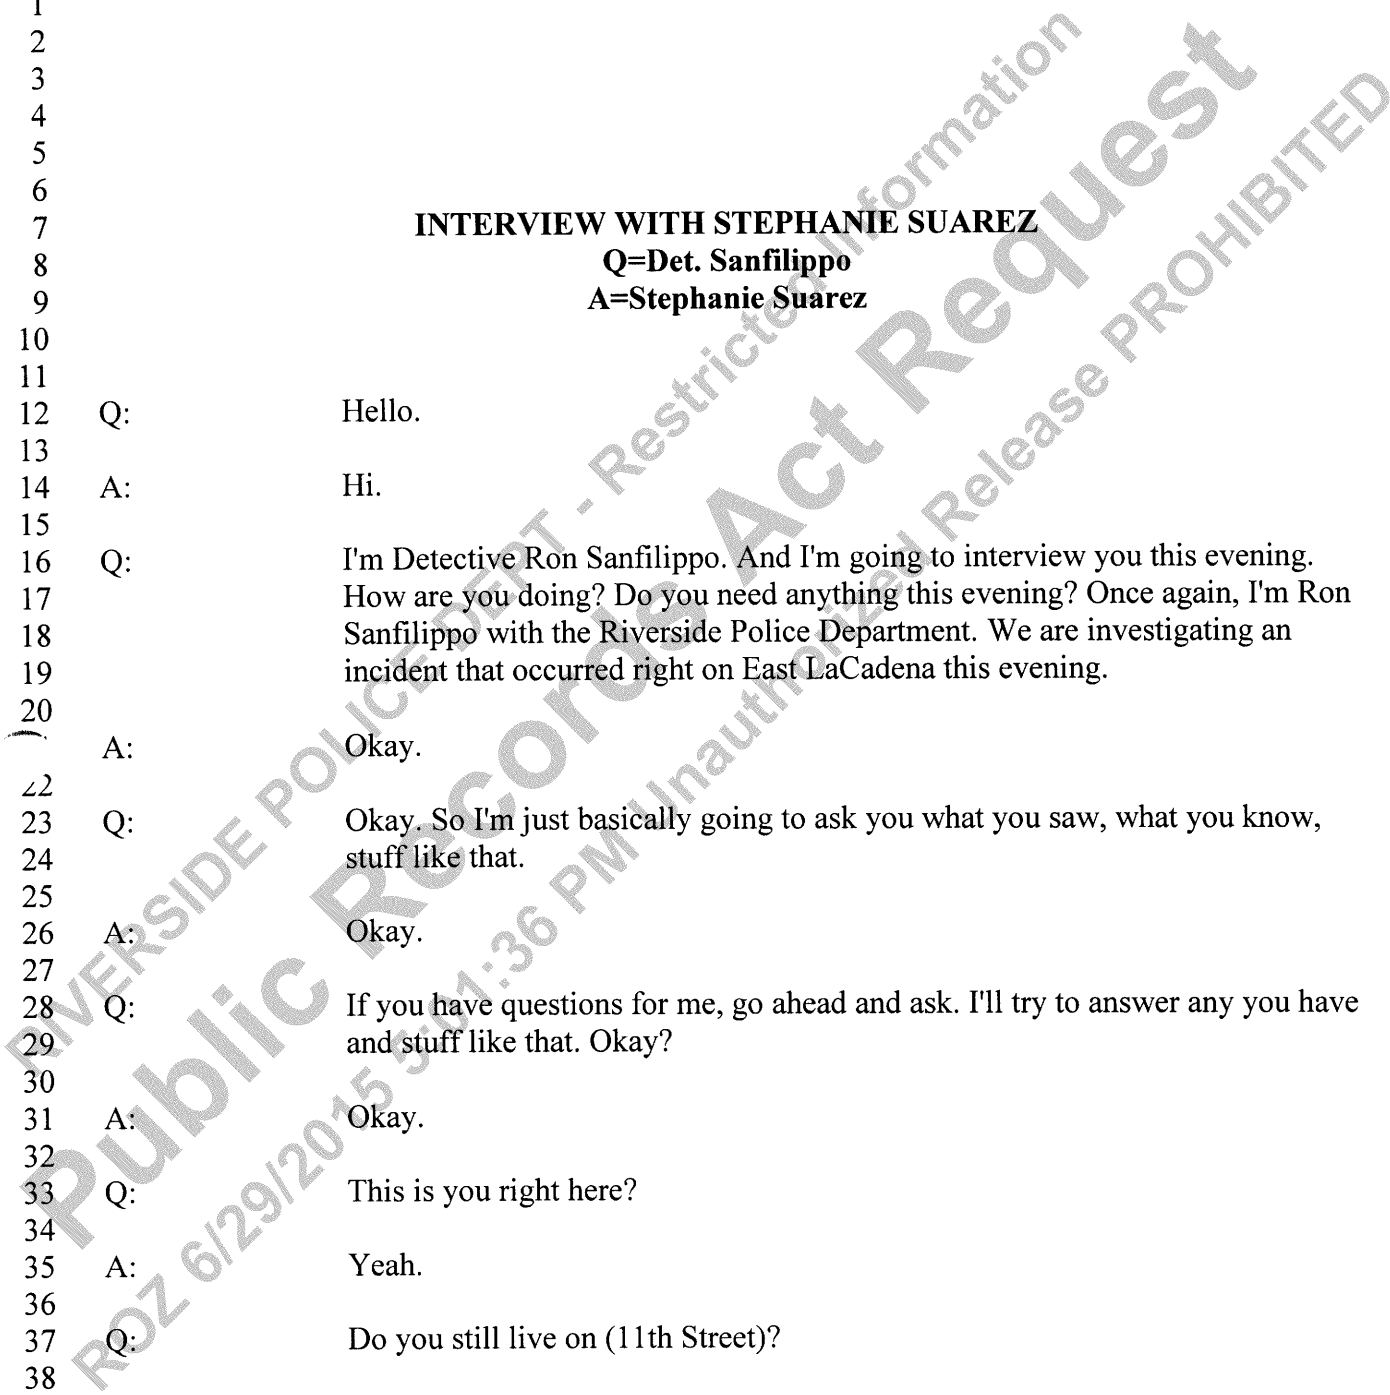 1
2
3
4
5
6
7 INTERVIEW WITH STEPHANIE SUAREZ
8 Q=Det. Sanfilippo
9 A=Stephanie Suarez
10
11
12 Q: Hello.
13
14 A: Hi.
15
16 Q: I'm Detective Ron Sanfilippo. And I'm going to interview you this evening.
17 How are you doing? Do you need anything this evening? Once again, I'm Ron
18 Sanfilippo with the Riverside Police Department. We are investigating an
19 incident that occurred right on East LaCadena this evening.
20
A: Okay.
22
23 Q: Okay. So I'm just basically going to ask you what you saw, what you know,
24 stuff like that.
25
26 A: Okay.
27
28 Q: If you have questions for me, go ahead and ask. I'll try to answer any you have
29 and stuff like that. Okay?
30
31 A: Okay.
32
33 Q: This is you right here?
34
35 A: Yeah.
36
37 Q: Do you still live on (11th Street)?
38
RIVERSIDE POLICE DEPT - Restricted Information
Public Records Act Request
ROZ 6/29/2015 5:01:36 PM Unauthorized Release PROHIBITED